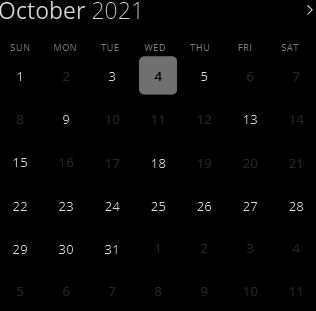 October 2021
SUN MON TUE WED THU FRI SAT
1 2 3 4 5 6 7
8 9 10 11 12 13 14
15 16 17 18 19 20 21
22 23 24 25 26 27 28
29 30 31 1 2 3 4
5 6 7 8 9 10 11